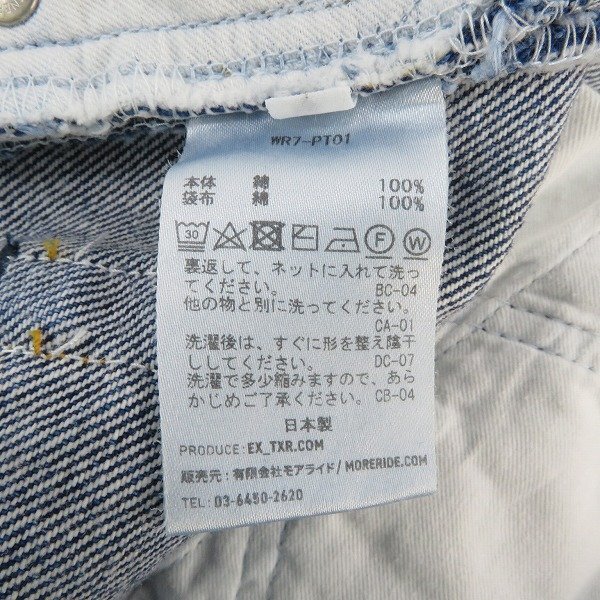 WR7-PT01
本体 綿 100%
袋布 綿 100%
30 F W
裏返して、ネットに入れて洗っ
てください。 BC-04
他の物と別に洗ってください。
CA-01
洗濯後は、すぐに形を整え陰干
ししてください。 DC-07
洗濯で多少縮みますので、あら
かじめご了承ください。 CB-04
日本製
PRODUCE: EX_TXR.COM
販売元: 有限会社モアライド/MORERIDE.COM
TEL: 03-6450-2620